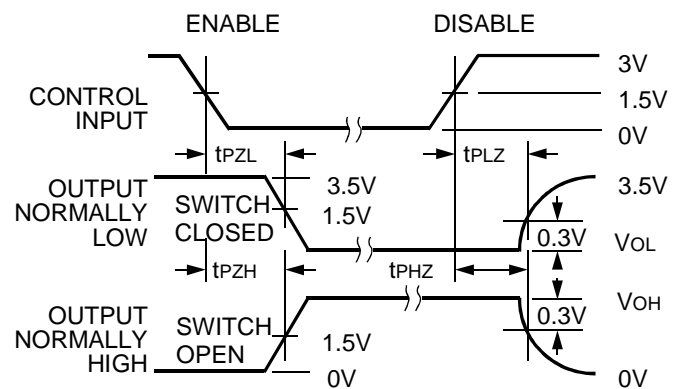 ENABLE DISABLE
3V
CONTROL INPUT 1.5V
0V
tPZL tPLZ
OUTPUT NORMALLY LOW
SWITCH CLOSED
3.5V
1.5V
3.5V
0.3V VOL
tPZH tPHZ
OUTPUT NORMALLY HIGH
SWITCH OPEN
1.5V
0V
0.3V VOH
0V